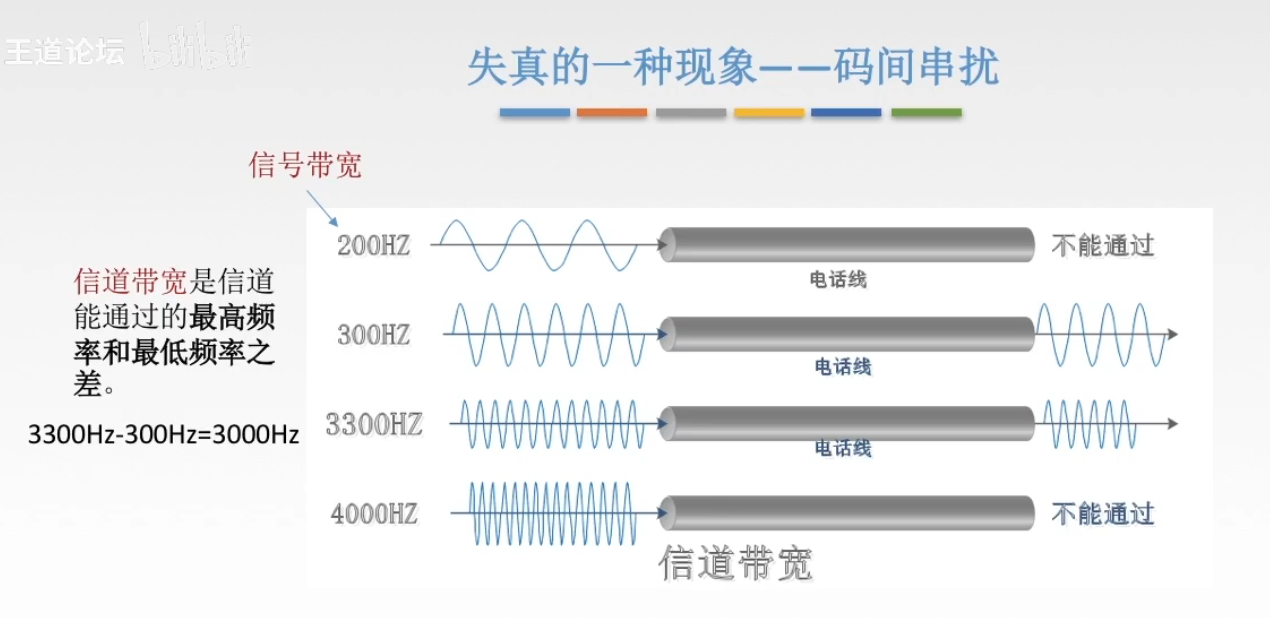 王道论坛 bilibili
失真的一种现象——码间串扰
信号带宽
200HZ
不能通过
电话线
信道带宽是信道
能通过的最高频
率和最低频率之
差。
300HZ
电话线
3300Hz-300Hz=3000Hz
3300HZ
电话线
4000HZ
不能通过
信道带宽